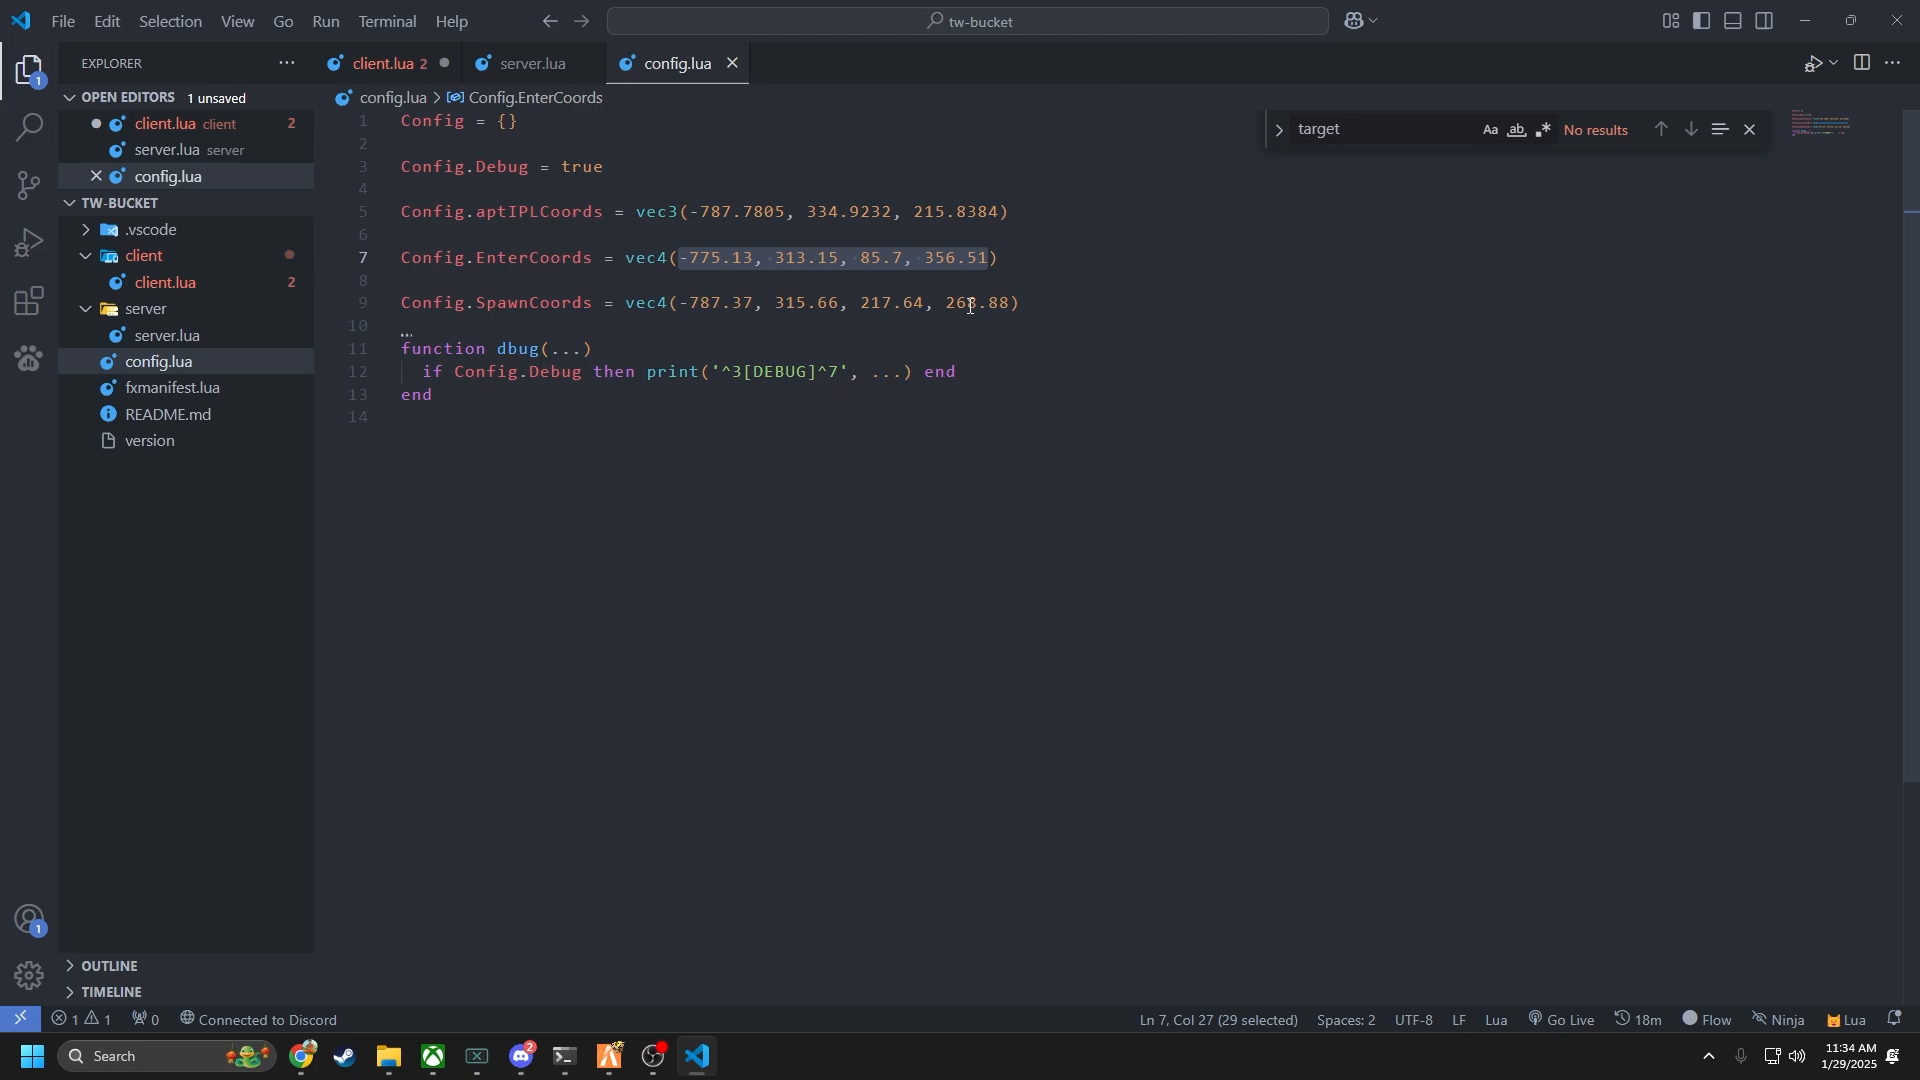 File Edit Selection View Go Run Terminal Help
tw-bucket
EXPLORER
client.lua 2
server.lua
config.lua
OPEN EDITORS 1 unsaved
config.lua > Config.EnterCoords
client.lua client 2
server.lua server
config.lua
TW-BUCKET
.vscode
client
client.lua 2
server
server.lua
config.lua
fxmanifest.lua
README.md
version
OUTLINE
TIMELINE
target
Aa ab .* No results
1 Config = {}
2
3 Config.Debug = true
4
5 Config.aptIPLCoords = vec3(-787.7805, 334.9232, 215.8384)
6
7 Config.EnterCoords = vec4(-775.13, 313.15, 85.7, 356.51)
8
9 Config.SpawnCoords = vec4(-787.37, 315.66, 217.64, 268.88)
10
11 function dbug(...)
12 if Config.Debug then print('^3[DEBUG]^7', ...) end
13 end
14
1 1 0 Connected to Discord
Ln 7, Col 27 (29 selected) Spaces: 2 UTF-8 LF Lua Go Live 18m Flow Ninja Lua
Search
2
11:34 AM
1/29/2025